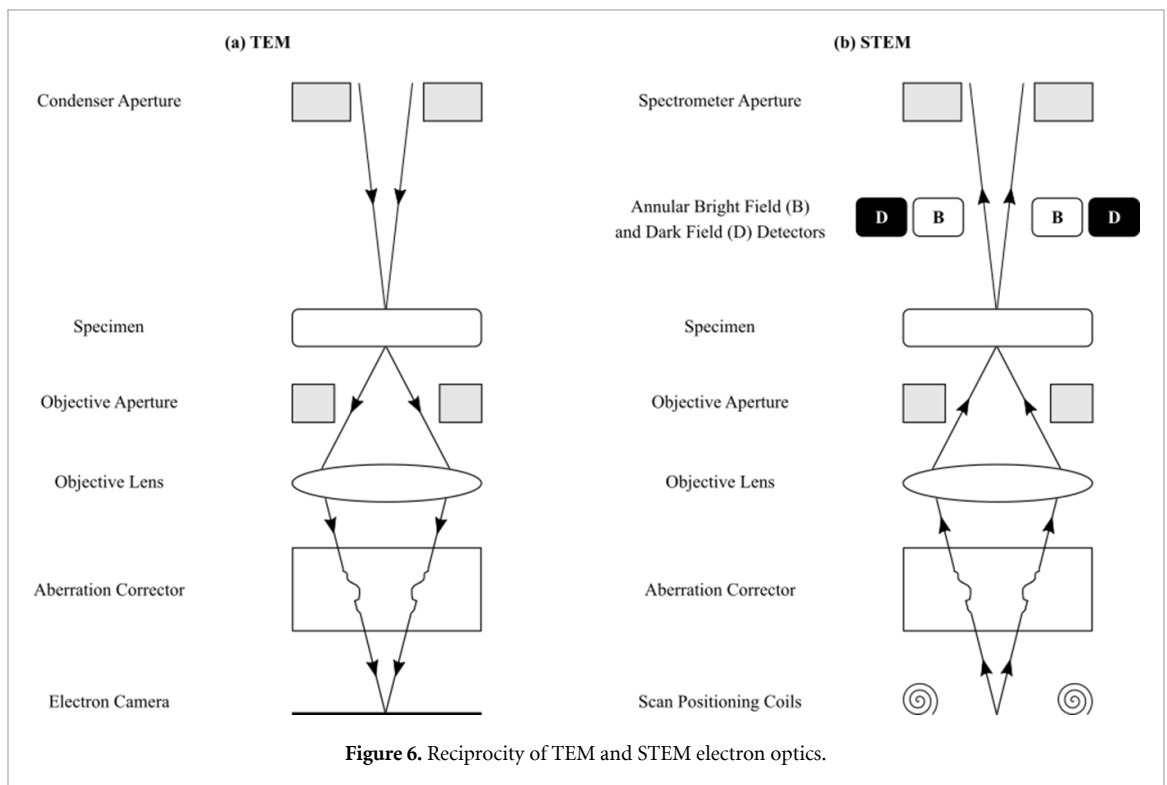 (a) TEM
Condenser Aperture
Specimen
Objective Aperture
Objective Lens
Aberration Corrector
Electron Camera
(b) STEM
Spectrometer Aperture
Annular Bright Field (B)
and Dark Field (D) Detectors
D B B D
Specimen
Objective Aperture
Objective Lens
Aberration Corrector
Scan Positioning Coils
Figure 6. Reciprocity of TEM and STEM electron optics.